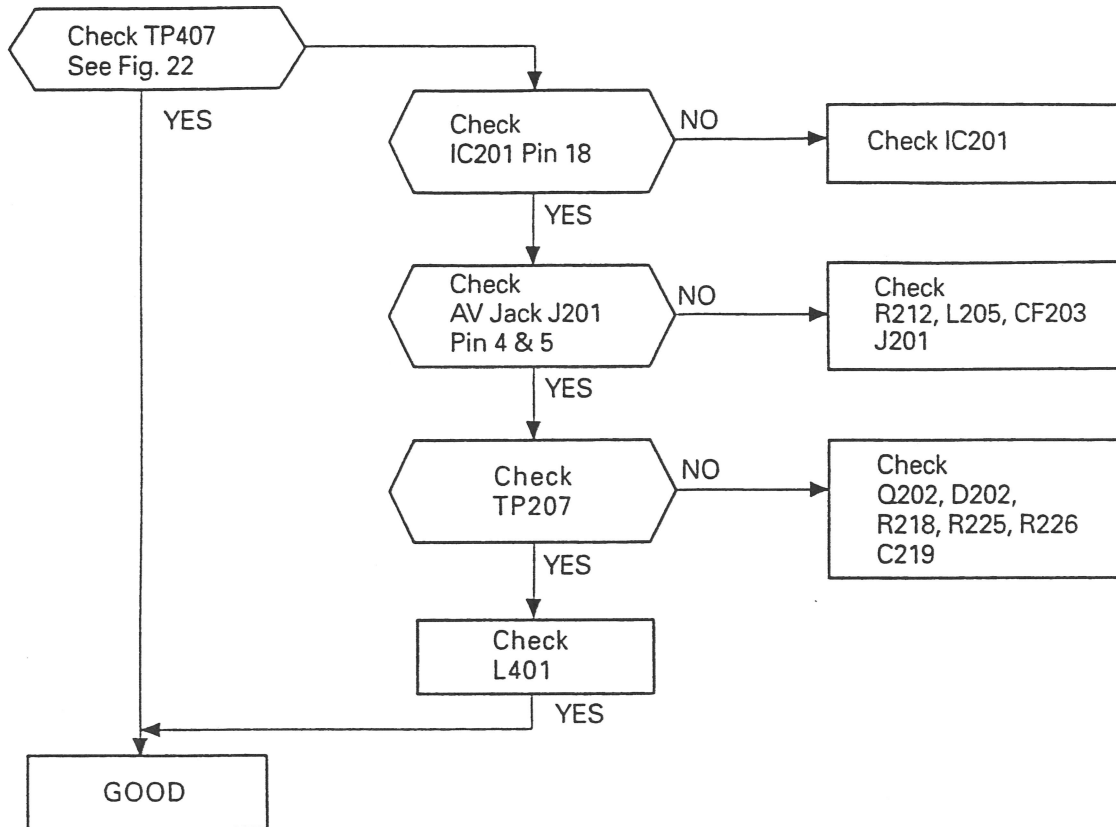 Check TP407
See Fig. 22
YES
Check
IC201 Pin 18
NO
Check IC201
YES
Check
AV Jack J201
Pin 4 & 5
NO
Check
R212, L205, CF203
J201
YES
Check
TP207
NO
Check
Q202, D202,
R218, R225, R226
C219
YES
Check
L401
YES
GOOD